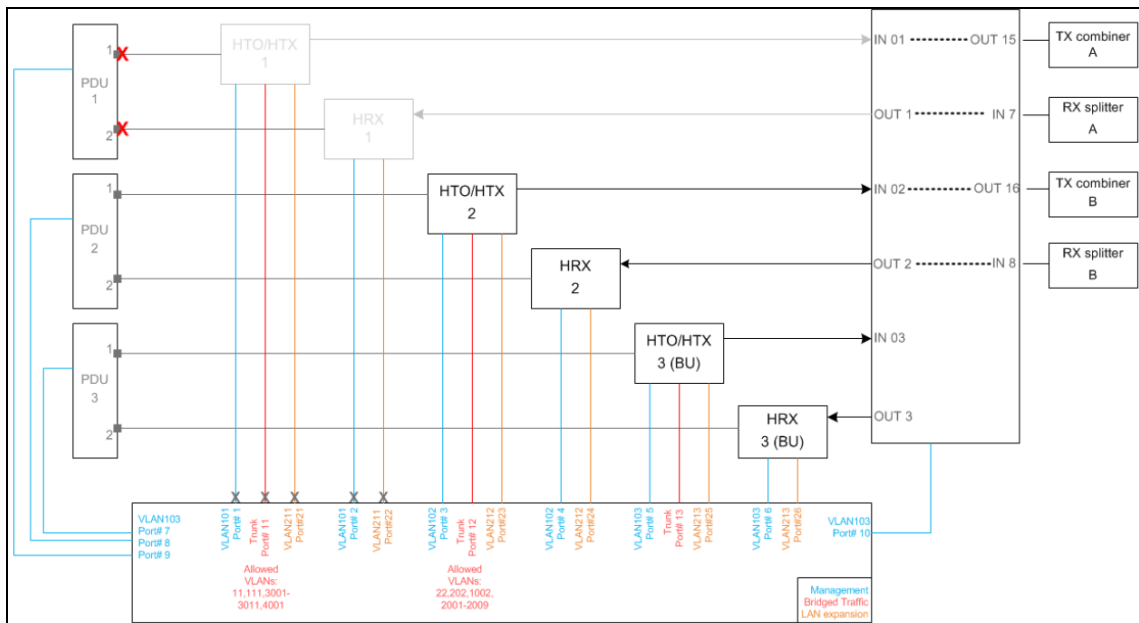 1
PDU
1
2
X
X
HTO/HTX
1
HRX
1
IN 01
OUT 15
TX combiner
A
OUT 1
IN 7
RX splitter
A
1
PDU
2
2
HTO/HTX
2
HRX
2
IN 02
OUT 16
TX combiner
B
OUT 2
IN 8
RX splitter
B
1
PDU
3
2
HTO/HTX
3 (BU)
HRX
3 (BU)
IN 03
OUT 3
X
X
X
X
X
VLAN103
Port# 7
Port# 8
Port# 9
VLAN101
Port# 1
Trunk
Port# 11
VLAN211
Port#21
VLAN101
Port# 2
VLAN211
Port#22
VLAN102
Port# 3
Trunk
Port# 12
VLAN212
Port#23
VLAN102
Port# 4
VLAN212
Port#24
VLAN103
Port# 5
Trunk
Port# 13
VLAN213
Port#25
VLAN103
Port# 6
VLAN213
Port#26
VLAN103
Port# 10
Allowed
VLANs:
11,111,3001-
3011,4001
Allowed
VLANs:
22,202,1002,
2001-2009
Management
Bridged Traffic
LAN expansion